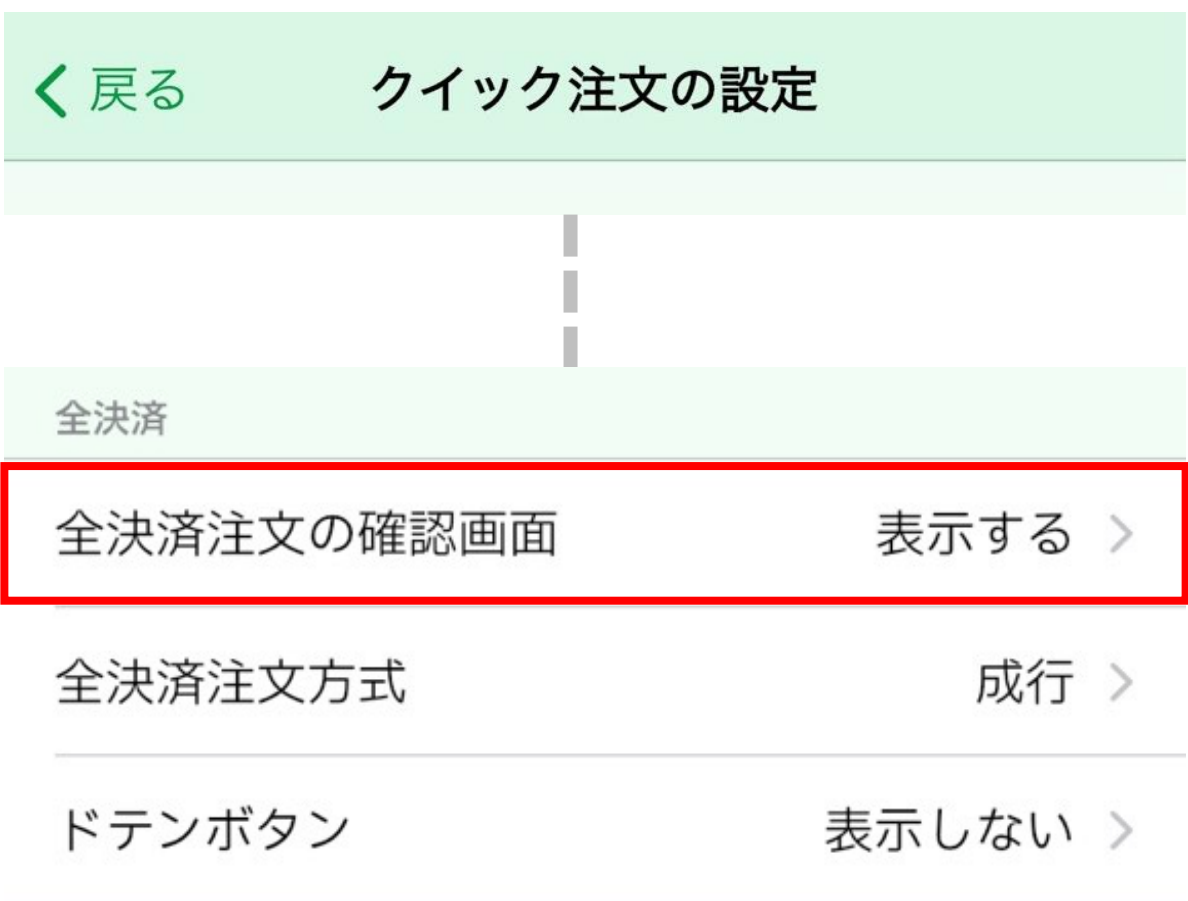 戻る クイック注文の設定
全決済
全決済注文の確認画面 表示する
全決済注文方式 成行
ドテンボタン 表示しない